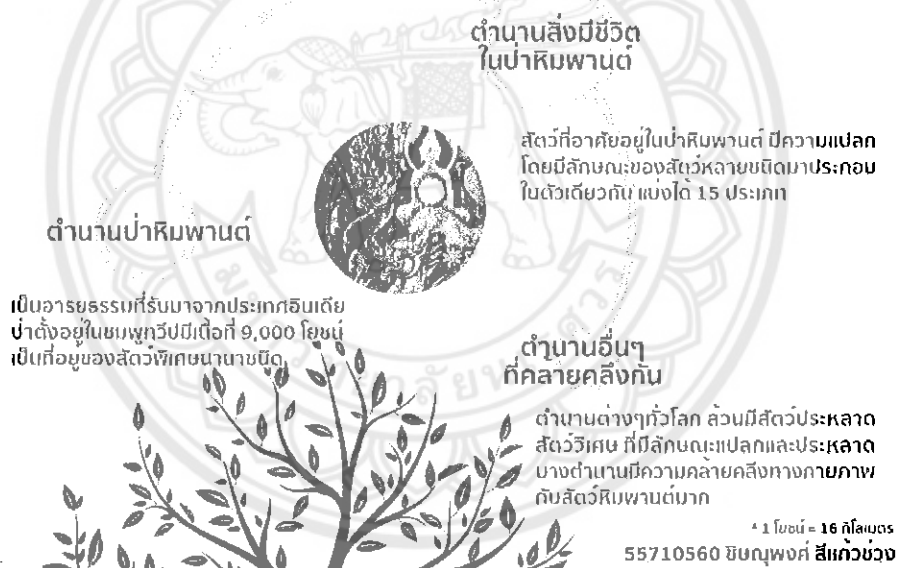 ตำนานสิ่งมีชีวิต
ในป่าหิมพานต์
สัตว์ที่อาศัยอยู่ในป่าหิมพานต์ มีความแปลก
โดยมีลักษณะของสัตว์หลายชนิดมาประกอบ
ในตัวเดียวกัน แบ่งได้ 15 ประเภท
ตำนานป่าหิมพานต์
เป็นอารยธรรมที่รับมาจากประเทศอินเดีย
ป่าตั้งอยู่ในชมพูทวีปมีเนื้อที่ 9,000 โยชน์
เป็นที่อยู่ของสัตว์พิเศษนานาชนิด
ตำนานอื่นๆ
ที่คลายคลึงกัน
ตำนานต่างๆทั่วโลก ล้วนมีสัตว์ประหลาด
สัตว์วิเศษ ที่มีลักษณะแปลกและประหลาด
บางตำนานมีความคล้ายคลึงทางกายภาพ
กับสัตว์หิมพานต์มาก
* 1 โยชน์ = 16 กิโลเมตร
55710560 ชิษณุพงศ์ สีแก้วช่วง